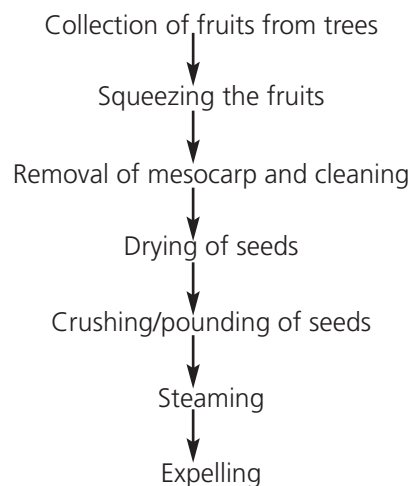 Collection of fruits from trees
Squeezing the fruits
Removal of mesocarp and cleaning
Drying of seeds
Crushing/pounding of seeds
Steaming
Expelling